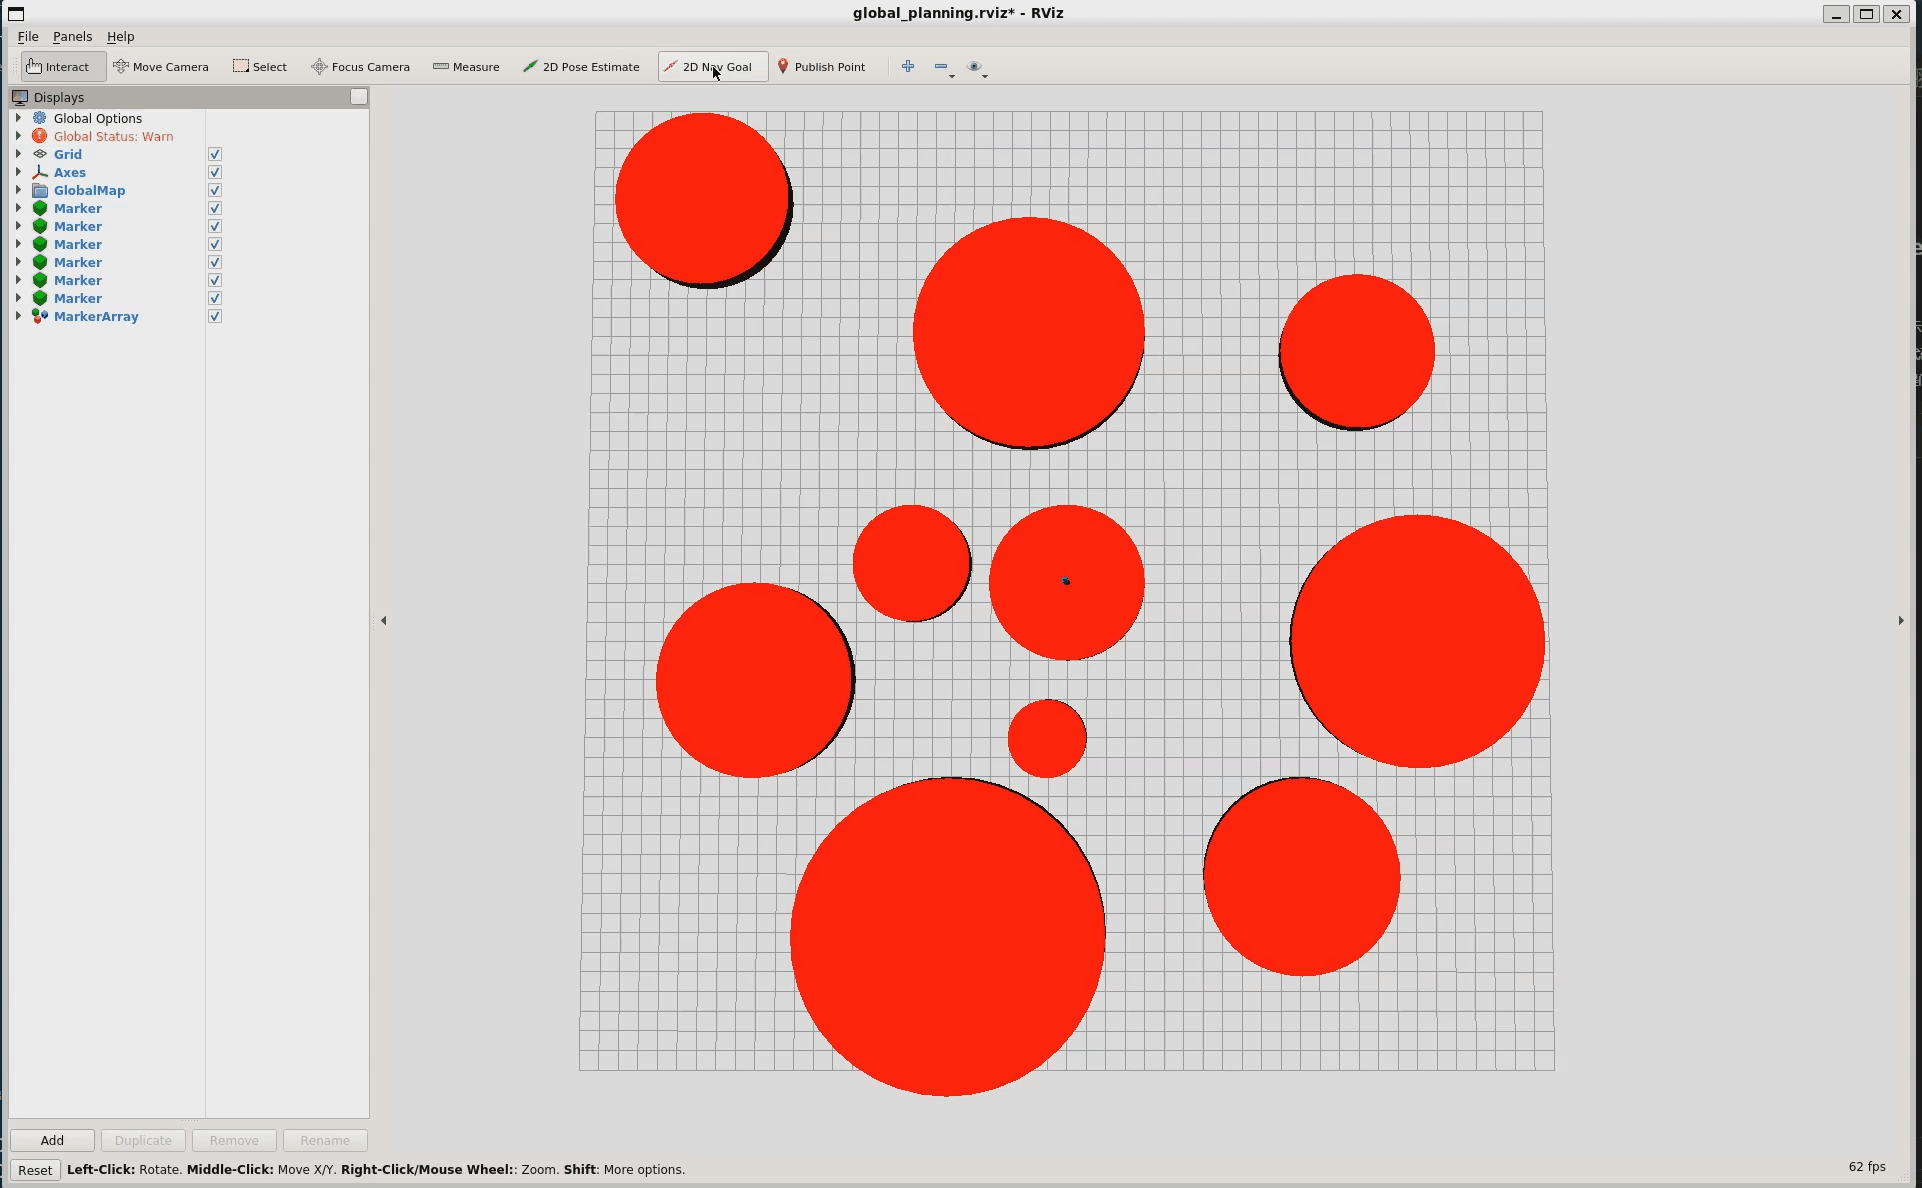 global_planning.rviz* - RViz
File Panels Help
Interact Move Camera Select Focus Camera Measure 2D Pose Estimate 2D Nav Goal Publish Point
Displays
Global Options
Global Status: Warn
Grid
Axes
GlobalMap
Marker
Marker
Marker
Marker
Marker
Marker
MarkerArray
Add Duplicate Remove Rename
Reset Left-Click: Rotate. Middle-Click: Move X/Y. Right-Click/Mouse Wheel:: Zoom. Shift: More options. 62 fps